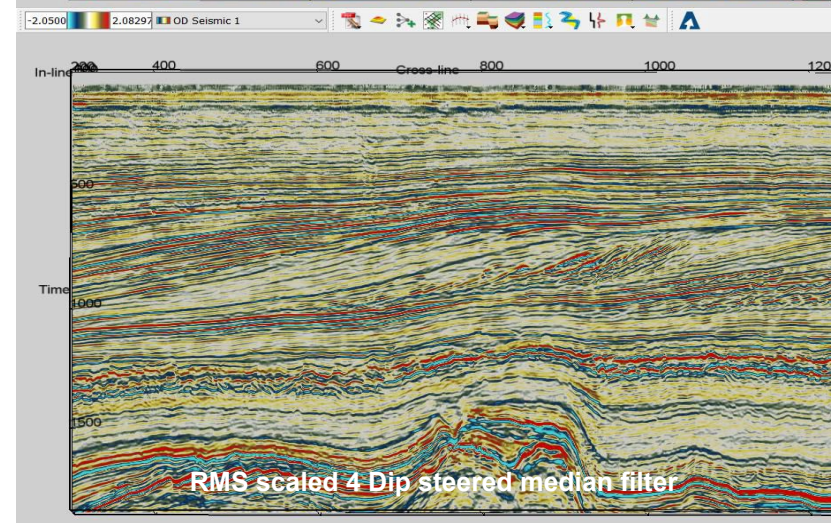 -2.0500 2.08297 OD Seismic 1
200 400 600 800 1000 120
In-line Cross-line
500
Time
1000
1500
RMS scaled 4 Dip steered median filter